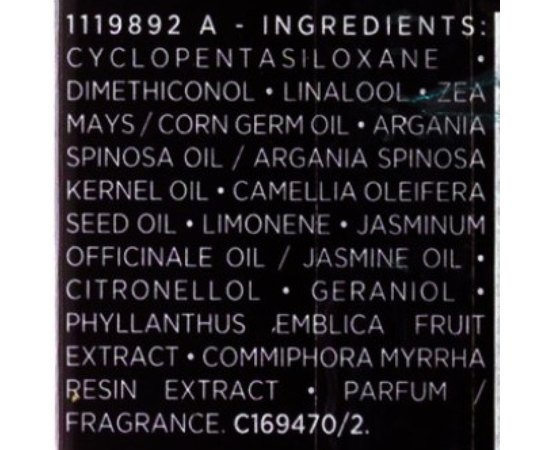 1119892 A - INGREDIENTS:
CYCLOPENTASILOXANE •
DIMETHICONOL • LINALOOL • ZEA
MAYS / CORN GERM OIL • ARGANIA
SPINOSA OIL / ARGANIA SPINOSA
KERNEL OIL • CAMELLIA OLEIFERA
SEED OIL • LIMONENE • JASMINUM
OFFICINALE OIL / JASMINE OIL •
CITRONELLOL • GERANIOL •
PHYLLANTHUS EMBLICA FRUIT
EXTRACT • COMMIPHORA MYRRHA
RESIN EXTRACT • PARFUM /
FRAGRANCE. C169470/2.